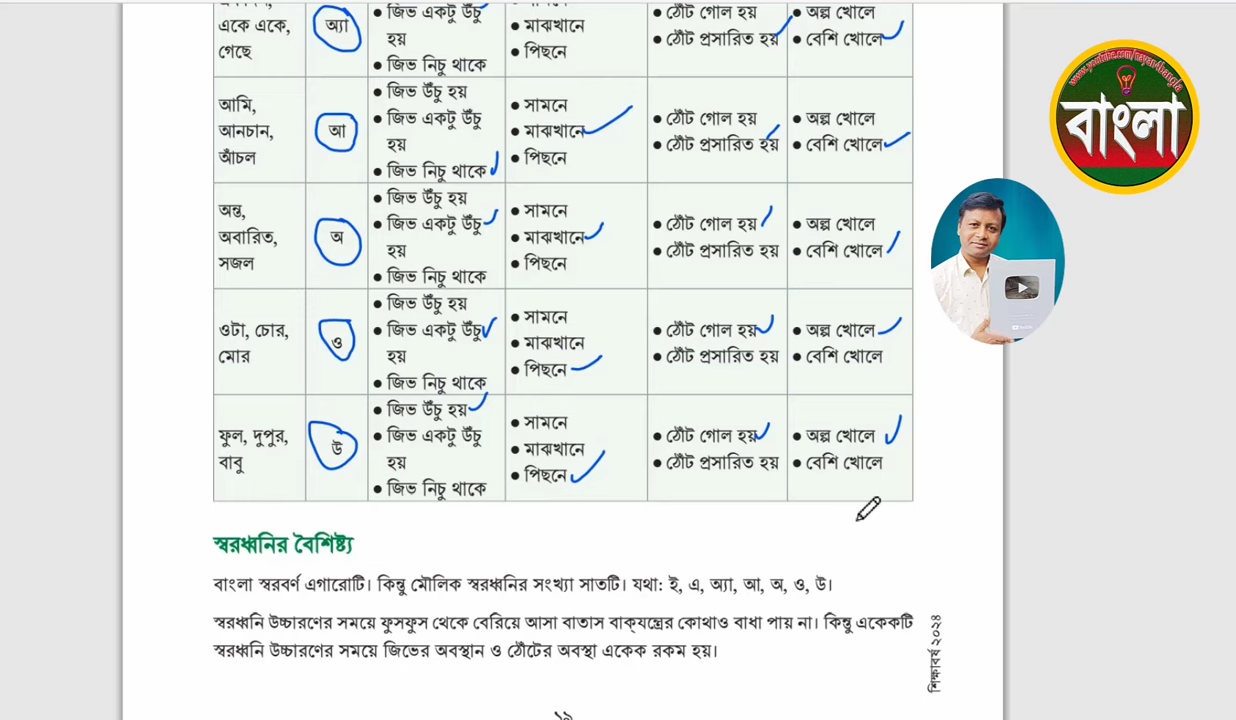 একে একে,
গেছে
অ্যা
• জিভ একটু উঁচু
হয়
• জিভ নিচু থাকে
• মাঝখানে
• পিছনে
• ঠোঁট গোল হয়
• ঠোঁট প্রসারিত হয়
• অল্প খোলে
• বেশি খোলে
আমি,
আনচান,
আঁচল
আ
• জিভ উঁচু হয়
• জিভ একটু উঁচু
হয়
• জিভ নিচু থাকে
• সামনে
• মাঝখানে
• পিছনে
• ঠোঁট গোল হয়
• ঠোঁট প্রসারিত হয়
• অল্প খোলে
• বেশি খোলে
অন্ত,
অবারিত,
সজল
অ
• জিভ উঁচু হয়
• জিভ একটু উঁচু
হয়
• জিভ নিচু থাকে
• সামনে
• মাঝখানে
• পিছনে
• ঠোঁট গোল হয়
• ঠোঁট প্রসারিত হয়
• অল্প খোলে
• বেশি খোলে
ওটা, চোর,
মোর
ও
• জিভ উঁচু হয়
• জিভ একটু উঁচু
হয়
• জিভ নিচু থাকে
• সামনে
• মাঝখানে
• পিছনে
• ঠোঁট গোল হয়
• ঠোঁট প্রসারিত হয়
• অল্প খোলে
• বেশি খোলে
ফুল, দুপুর,
বাবু
উ
• জিভ উঁচু হয়
• জিভ একটু উঁচু
হয়
• জিভ নিচু থাকে
• সামনে
• মাঝখানে
• পিছনে
• ঠোঁট গোল হয়
• ঠোঁট প্রসারিত হয়
• অল্প খোলে
• বেশি খোলে
স্বরধ্বনির বৈশিষ্ট্য
বাংলা স্বরবর্ণ এগারোটি। কিন্তু মৌলিক স্বরধ্বনির সংখ্যা সাতটি। যথা: ই, এ, অ্যা, আ, অ, ও, উ।
স্বরধ্বনি উচ্চারণের সময়ে ফুসফুস থেকে বেরিয়ে আসা বাতাস বাক্‌যন্ত্রের কোথাও বাধা পায় না। কিন্তু একেকটি
স্বরধ্বনি উচ্চারণের সময়ে জিভের অবস্থান ও ঠোঁটের অবস্থা একেক রকম হয়।
শিক্ষাবর্ষ ২০২৪
১৯
বাংলা